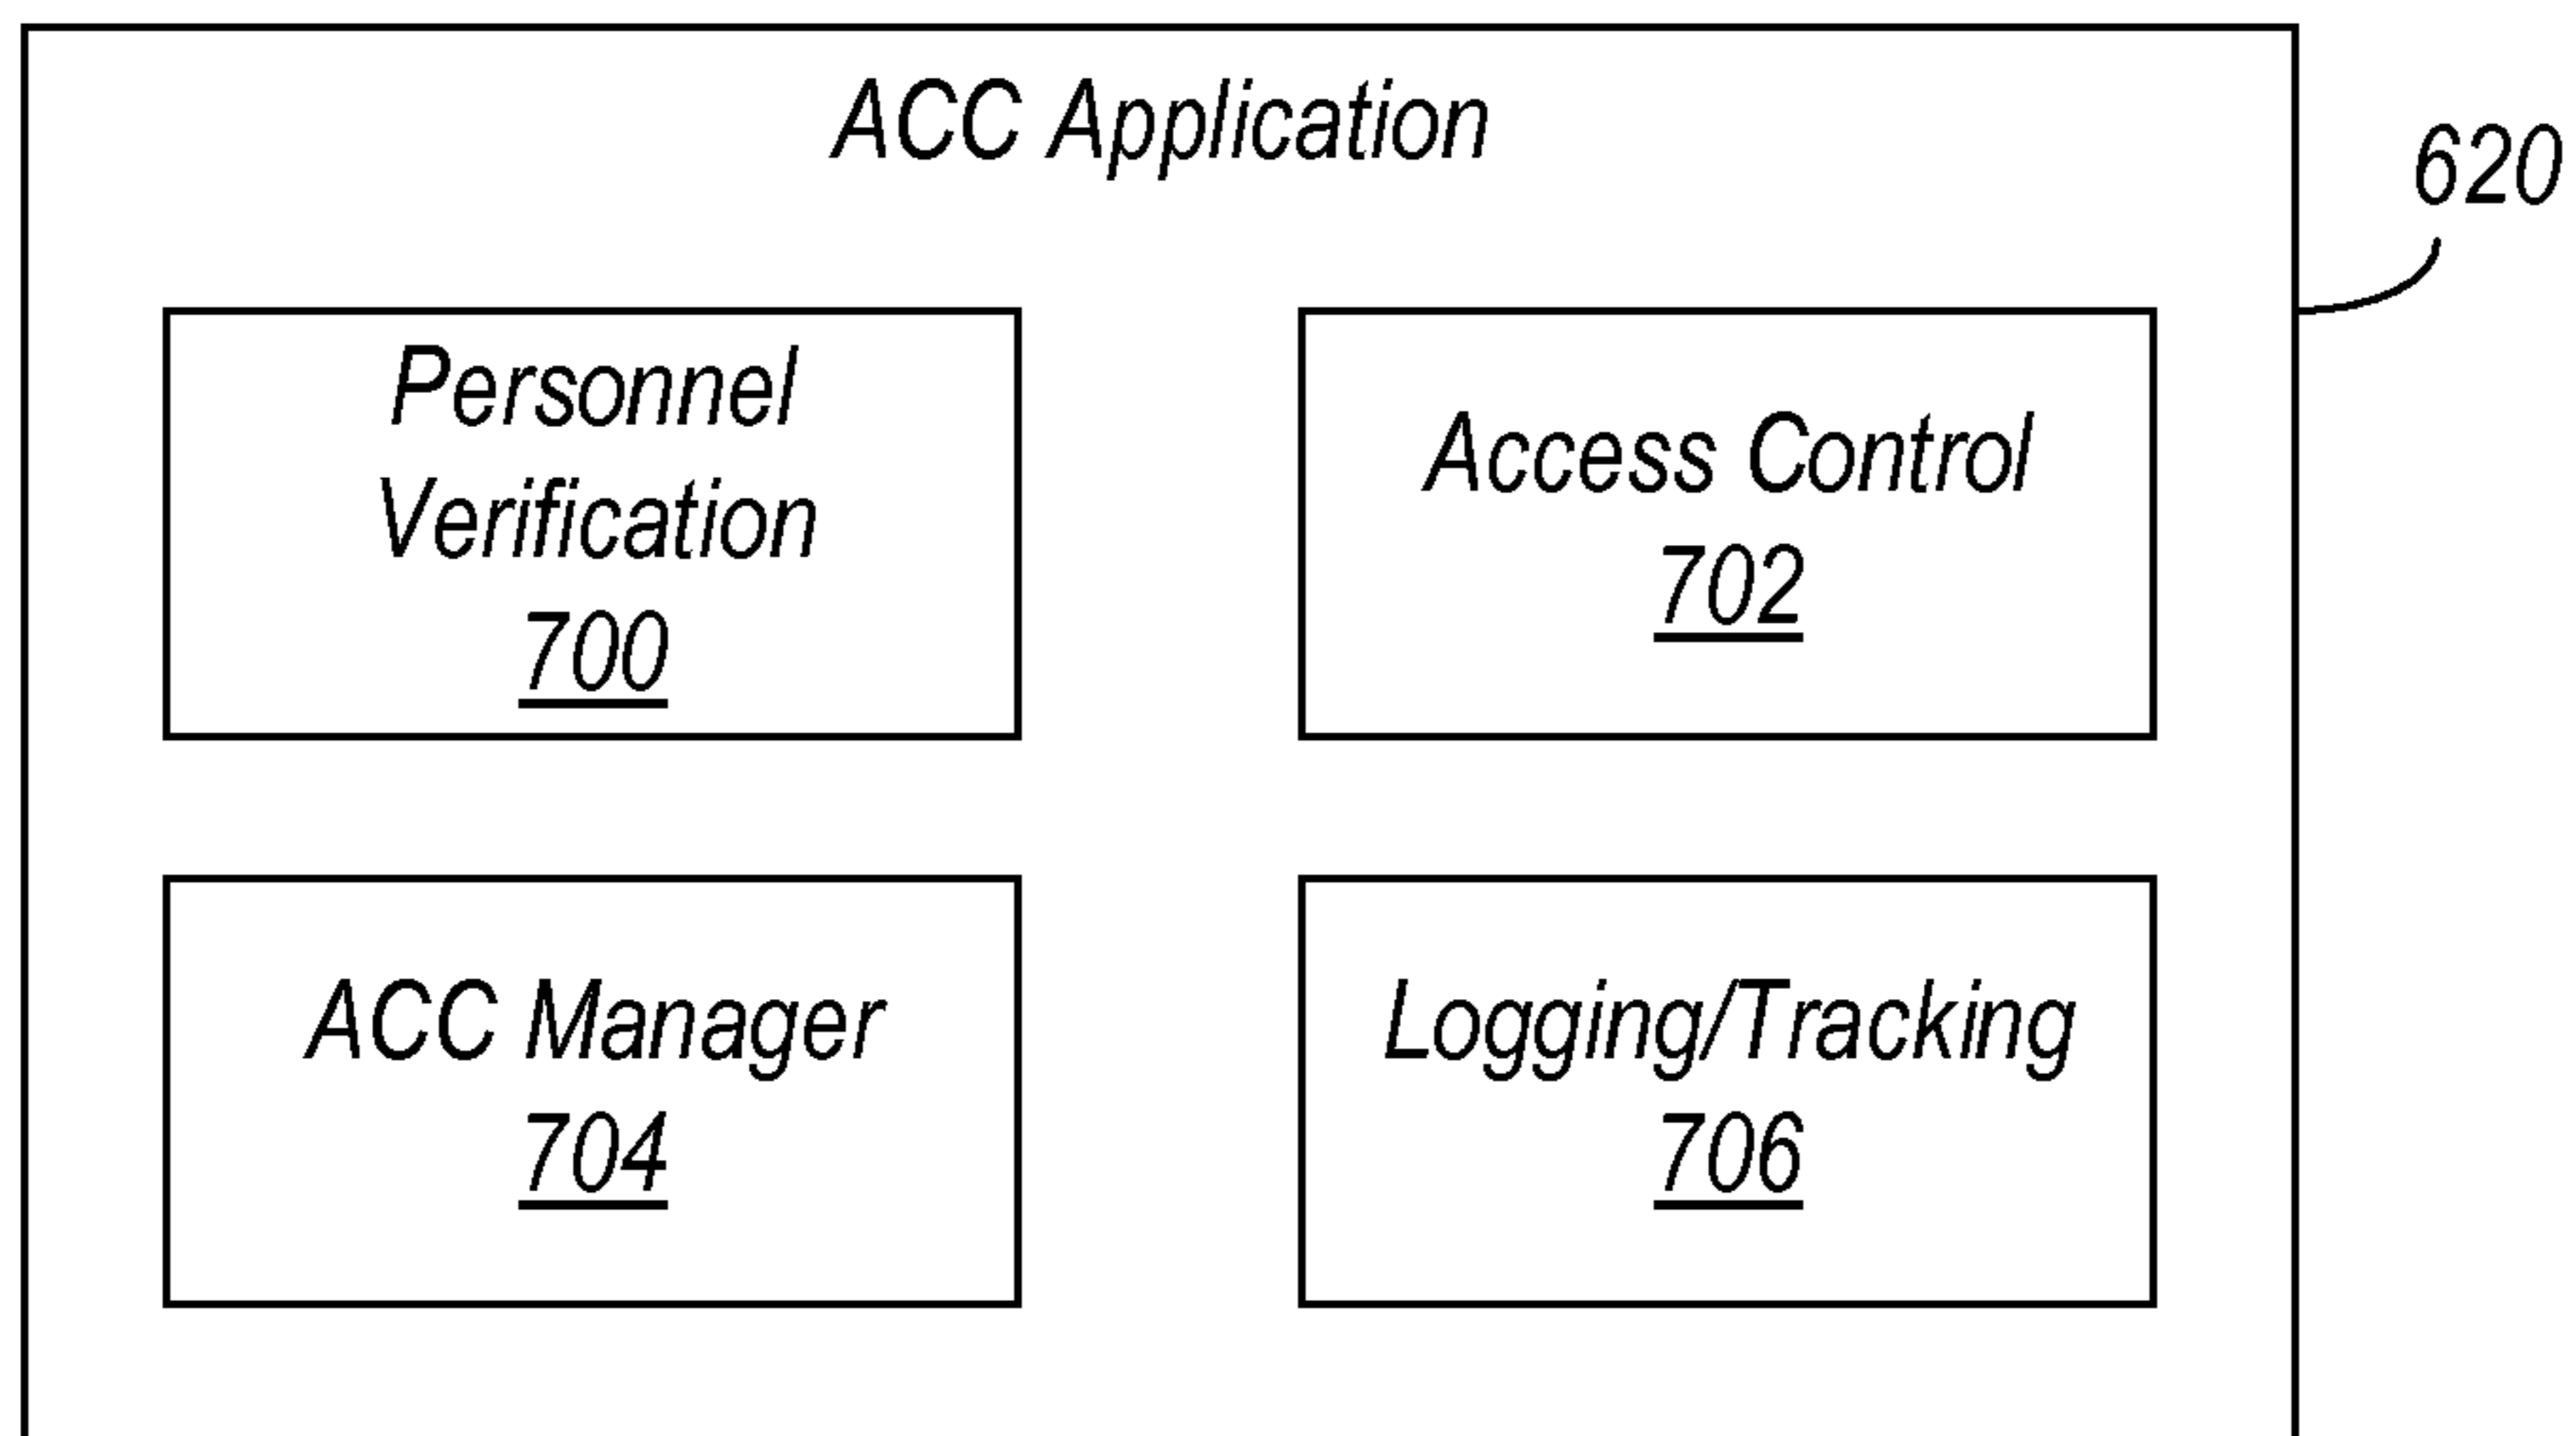 ACC Application
620
Personnel
Verification
700
Access Control
702
ACC Manager
704
Logging/Tracking
706